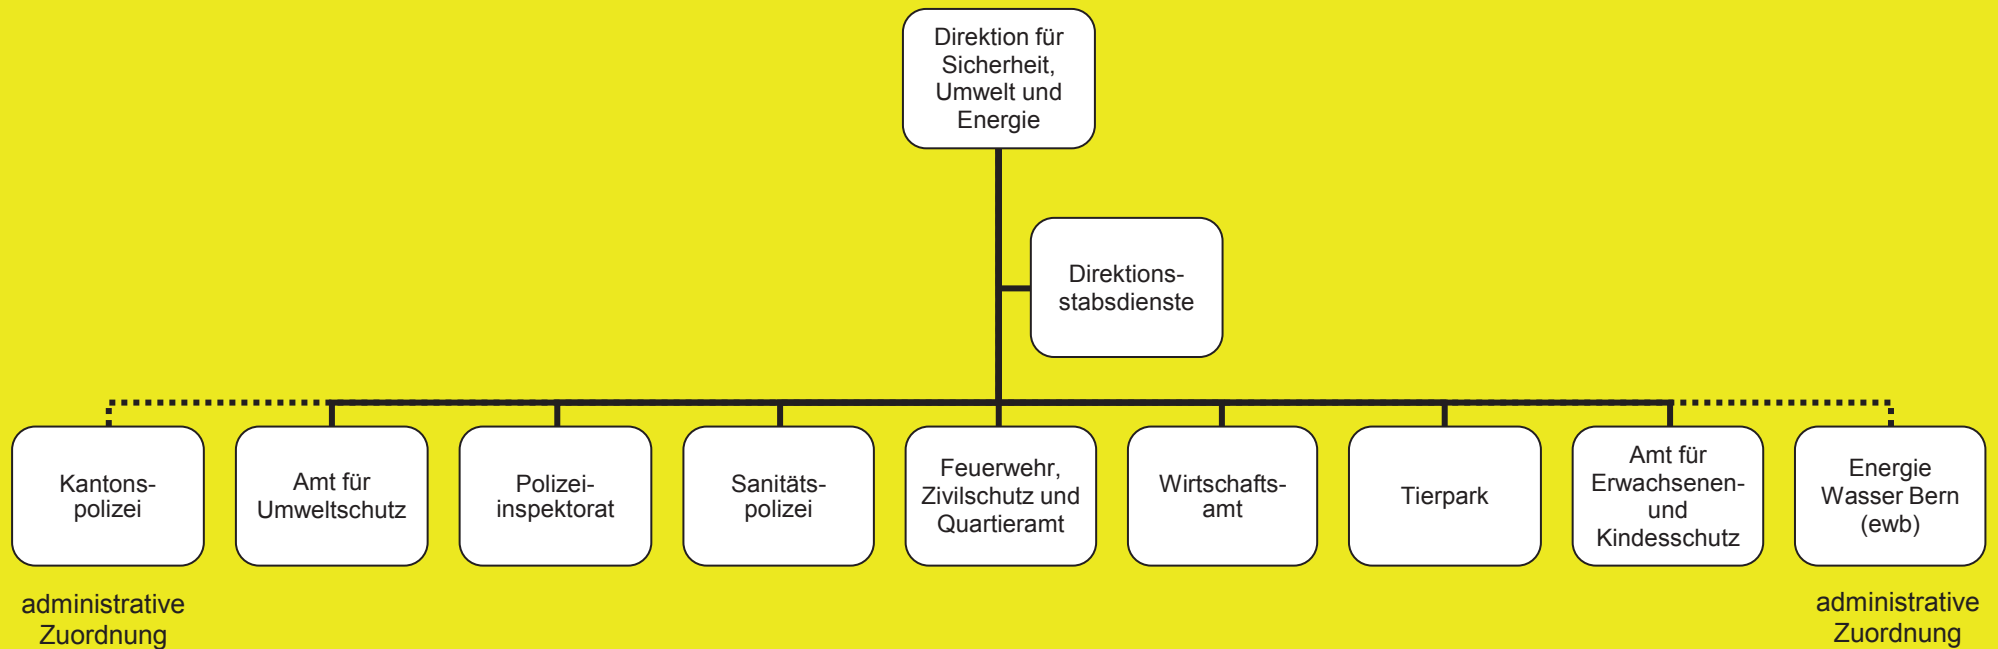 Direktion für
Sicherheit,
Umwelt und
Energie
Direktions-
stabsdienste
Kantons-
polizei
Amt für
Umweltschutz
Polizei-
inspektorat
Sanitäts-
polizei
Feuerwehr,
Zivilschutz und
Quartieramt
Wirtschafts-
amt
Tierpark
Amt für
Erwachsenen-
und
Kindesschutz
Energie
Wasser Bern
(ewb)
administrative
Zuordnung
administrative
Zuordnung